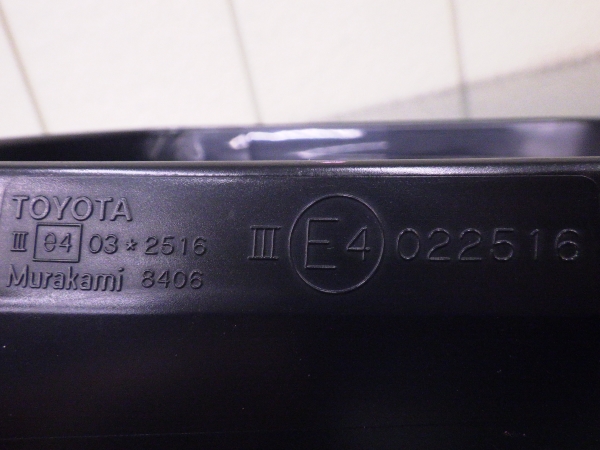 TOYOTA
III e4 03*2516
Murakami 8406
III E4 022516